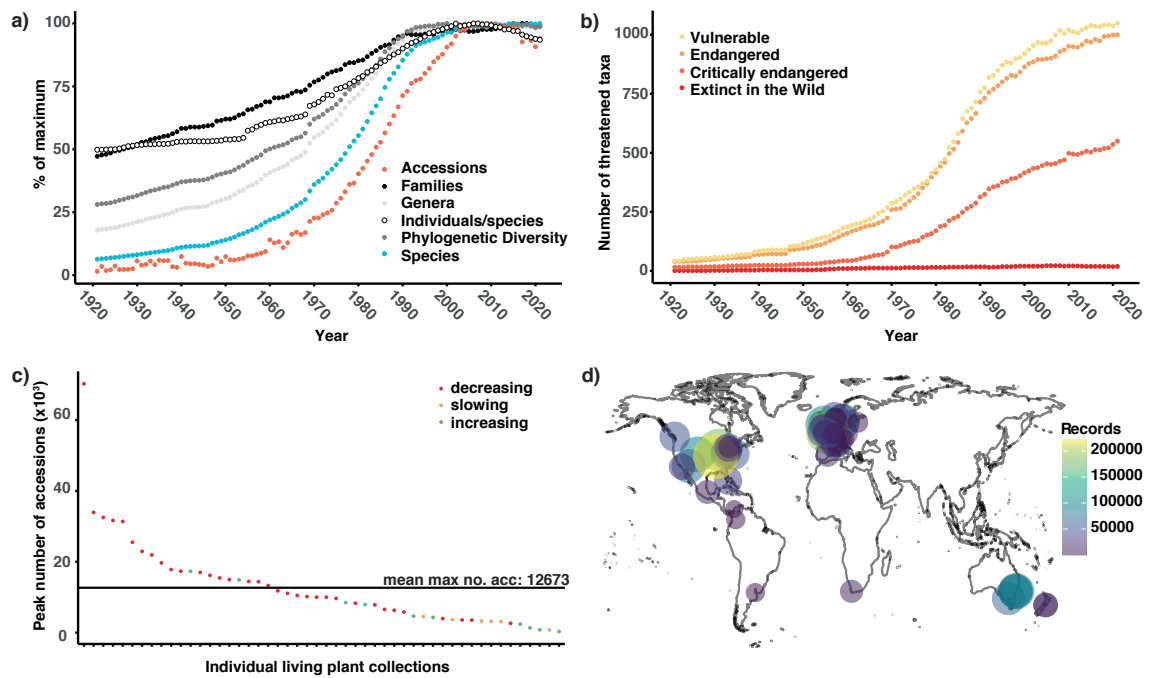 a)
% of maximum
100
75
50
25
0
1920
1930
1940
1950
1960
1970
1980
1990
2000
2010
2020
Year
Accessions
Families
Genera
Individuals/species
Phylogenetic Diversity
Species
b)
Number of threatened taxa
1000
750
500
250
0
1920
1930
1940
1950
1960
1970
1980
1990
2000
2010
2020
Year
Vulnerable
Endangered
Critically endangered
Extinct in the Wild
c)
Peak number of accessions (x10³)
60
40
20
0
decreasing
slowing
increasing
mean max no. acc: 12673
Individual living plant collections
d)
Records
200000
150000
100000
50000